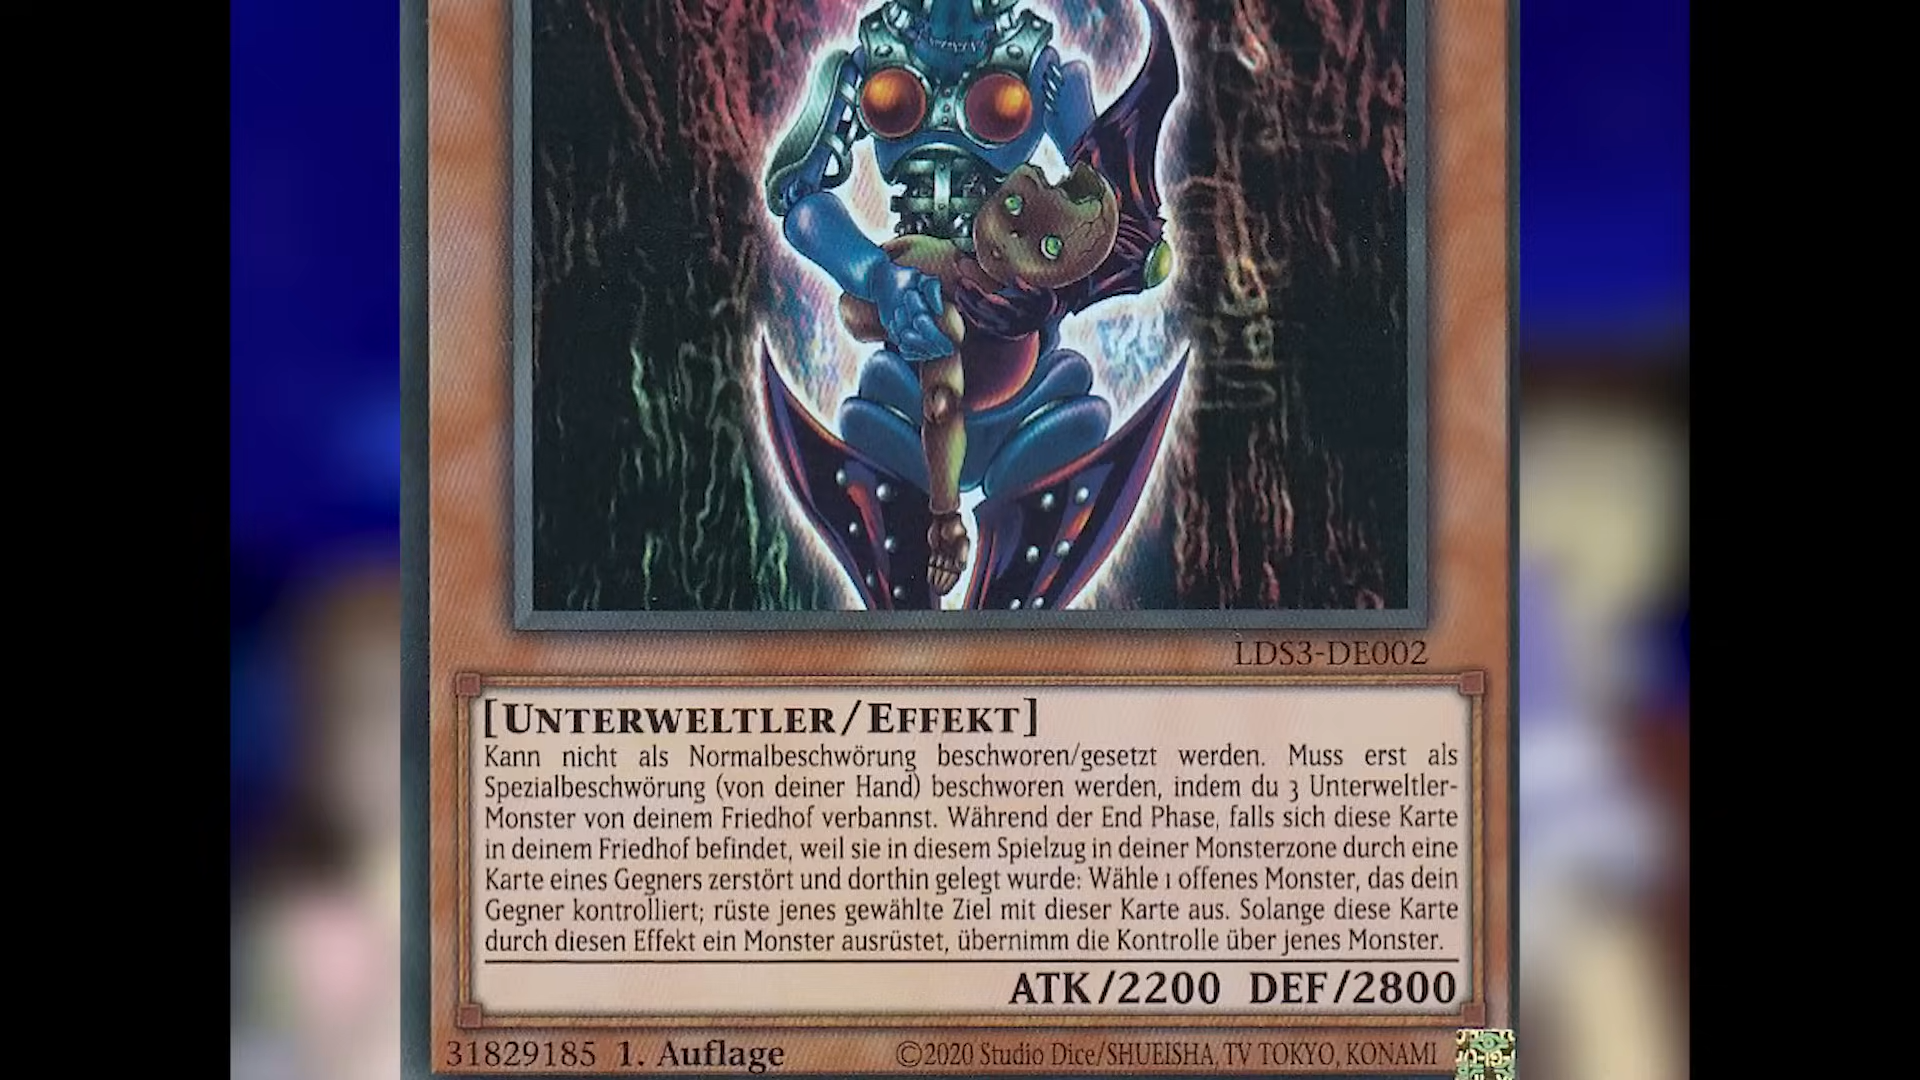 LDS3-DE002
[UNTERWELTLER/EFFEKT]
Kann nicht als Normalbeschwörung beschworen/gesetzt werden. Muss erst als
Spezialbeschwörung (von deiner Hand) beschworen werden, indem du 3 Unterweltler-
Monster von deinem Friedhof verbannst. Während der End Phase, falls sich diese Karte
in deinem Friedhof befindet, weil sie in diesem Spielzug in deiner Monsterzone durch eine
Karte eines Gegners zerstört und dorthin gelegt wurde: Wähle 1 offenes Monster, das dein
Gegner kontrolliert; rüste jenes gewählte Ziel mit dieser Karte aus. Solange diese Karte
durch diesen Effekt ein Monster ausrüstet, übernimm die Kontrolle über jenes Monster.
ATK/2200 DEF/2800
31829185 1. Auflage ©2020 Studio Dice/SHUEISHA, TV TOKYO, KONAMI